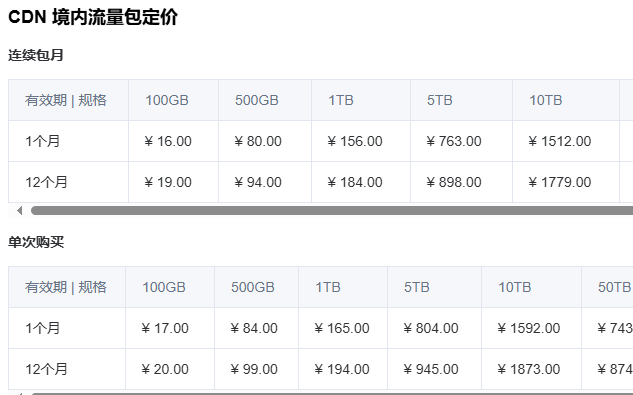 CDN 境内流量包定价
连续包月
有效期 | 规格 100GB 500GB 1TB 5TB 10TB
1个月 ¥ 16.00 ¥ 80.00 ¥ 156.00 ¥ 763.00 ¥ 1512.00
12个月 ¥ 19.00 ¥ 94.00 ¥ 184.00 ¥ 898.00 ¥ 1779.00
单次购买
有效期 | 规格 100GB 500GB 1TB 5TB 10TB 50TB
1个月 ¥ 17.00 ¥ 84.00 ¥ 165.00 ¥ 804.00 ¥ 1592.00 ¥ 743
12个月 ¥ 20.00 ¥ 99.00 ¥ 194.00 ¥ 945.00 ¥ 1873.00 ¥ 874